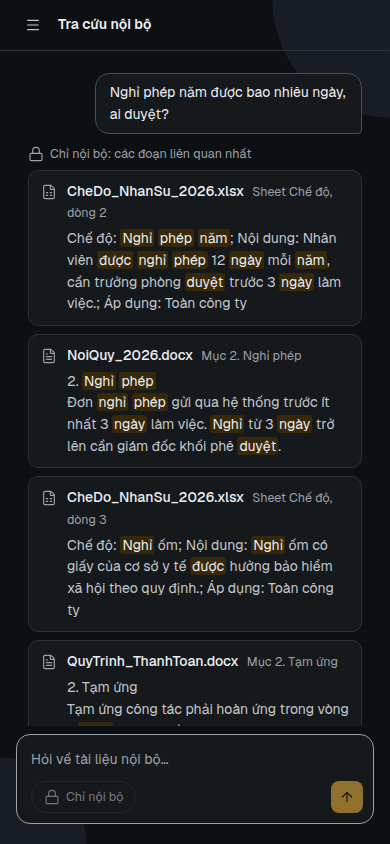 Tra cứu nội bộ
Nghỉ phép năm được bao nhiêu ngày,
ai duyệt?
Chỉ nội bộ: các đoạn liên quan nhất
CheDo_NhanSu_2026.xlsx Sheet Chế độ,
dòng 2
Chế độ: Nghỉ phép năm; Nội dung: Nhân
viên được nghỉ phép 12 ngày mỗi năm,
cần trưởng phòng duyệt trước 3 ngày làm
việc.; Áp dụng: Toàn công ty
NoiQuy_2026.docx Mục 2. Nghỉ phép
2. Nghỉ phép
Đơn nghỉ phép gửi qua hệ thống trước ít
nhất 3 ngày làm việc. Nghỉ từ 3 ngày trở
lên cần giám đốc khối phê duyệt.
CheDo_NhanSu_2026.xlsx Sheet Chế độ,
dòng 3
Chế độ: Nghỉ ốm; Nội dung: Nghỉ ốm có
giấy của cơ sở y tế được hưởng bảo hiểm
xã hội theo quy định.; Áp dụng: Toàn công
ty
QuyTrinh_ThanhToan.docx Mục 2. Tạm ứng
2. Tạm ứng
Tạm ứng công tác phải hoàn ứng trong vòng
Hỏi về tài liệu nội bộ...
Chỉ nội bộ